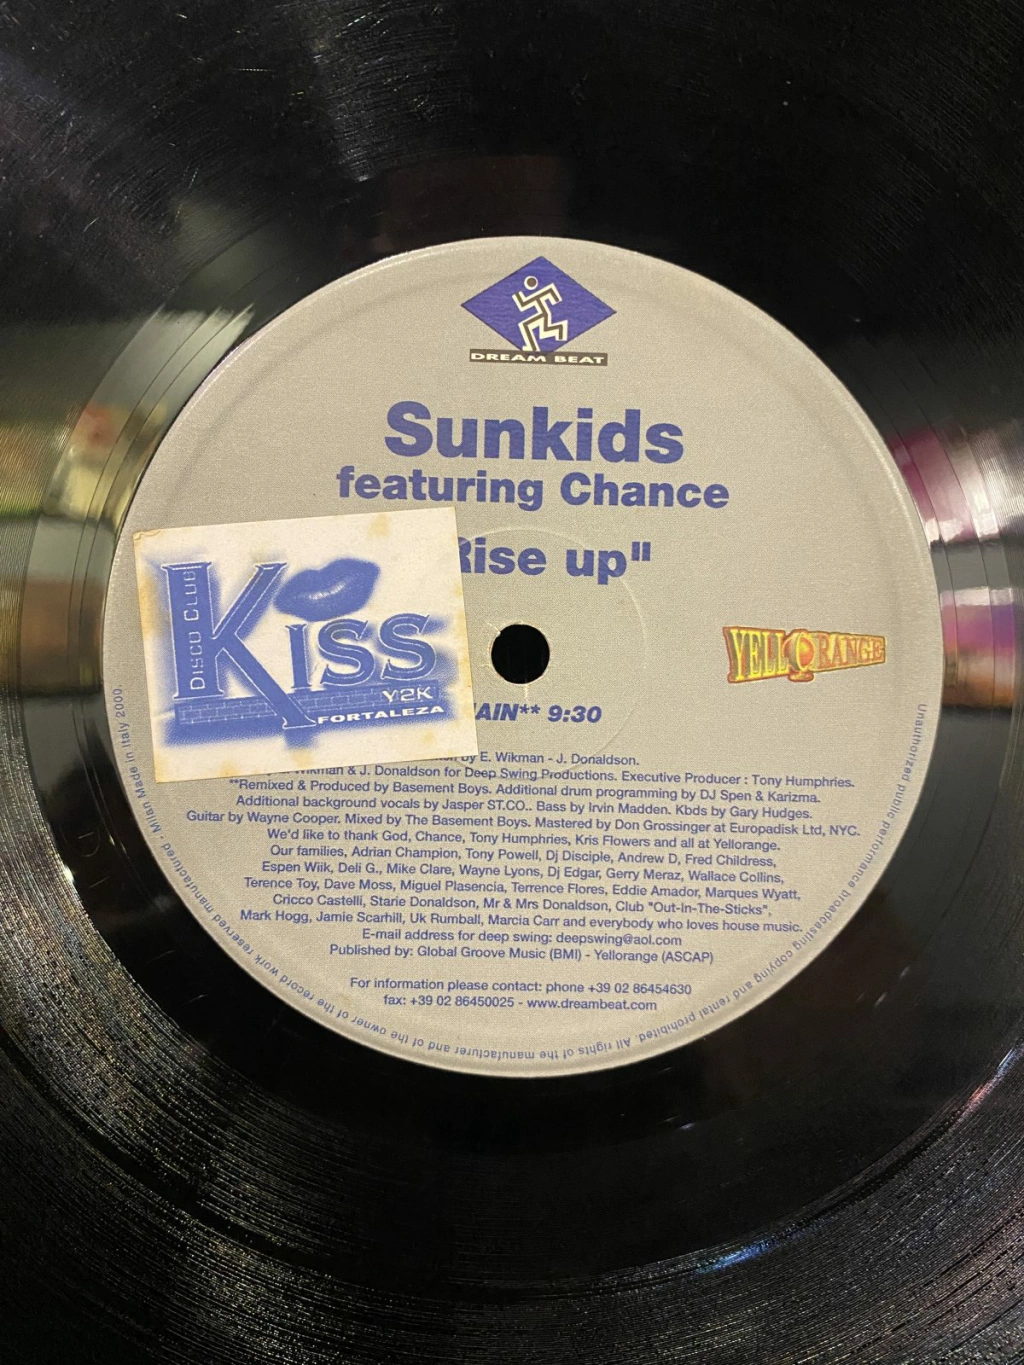 DREAM BEAT
Sunkids
featuring Chance
Rise up"
DISCO CLUB
Kiss
Y2K
FORTALEZA
YELLORANGE
MAIN** 9:30
by E. Wikman - J. Donaldson.
Wikman & J. Donaldson for Deep Swing Productions. Executive Producer : Tony Humphries.
**Remixed & Produced by Basement Boys. Additional drum programming by DJ Spen & Karizma.
Additional background vocals by Jasper ST.CO.. Bass by Irvin Madden. Kbds by Gary Hudges.
Guitar by Wayne Cooper. Mixed by The Basement Boys. Mastered by Don Grossinger at Europadisk Ltd, NYC.
We'd like to thank God, Chance, Tony Humphries, Kris Flowers and all at Yellorange.
Our families, Adrian Champion, Tony Powell, Dj Disciple, Andrew D, Fred Childress,
Espen Wiik, Deli G., Mike Clare, Wayne Lyons, Dj Edgar, Gerry Meraz, Wallace Collins,
Terence Toy, Dave Moss, Miguel Plasencia, Terrence Flores, Eddie Amador, Marques Wyatt,
Cricco Castelli, Starie Donaldson, Mr & Mrs Donaldson, Club "Out-In-The-Sticks",
Mark Hogg, Jamie Scarhill, Uk Rumball, Marcia Carr and everybody who loves house music.
E-mail address for deep swing: deepswing@aol.com
Published by: Global Groove Music (BMI) - Yellorange (ASCAP)
For information please contact: phone +39 02 86454630
fax: +39 02 86450025 - www.dreambeat.com
Unauthorized public performance broadcasting copying and rental prohibited. All rights of the manufacturer and of the owner of the record work reserved manufactured - Milan Made in Italy 2000.